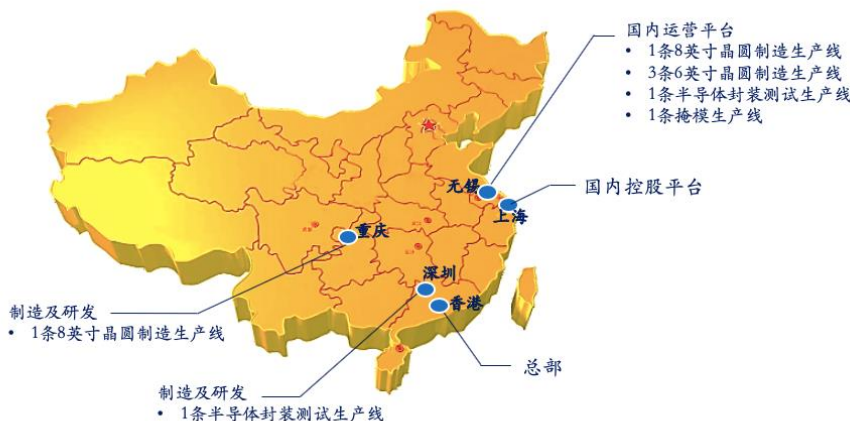 国内运营平台
• 1条8英寸晶圆制造生产线
• 3条6英寸晶圆制造生产线
• 1条半导体封装测试生产线
• 1条掩模生产线
无锡
国内控股平台
上海
重庆
深圳
香港
制造及研发
• 1条8英寸晶圆制造生产线
总部
制造及研发
• 1条半导体封装测试生产线